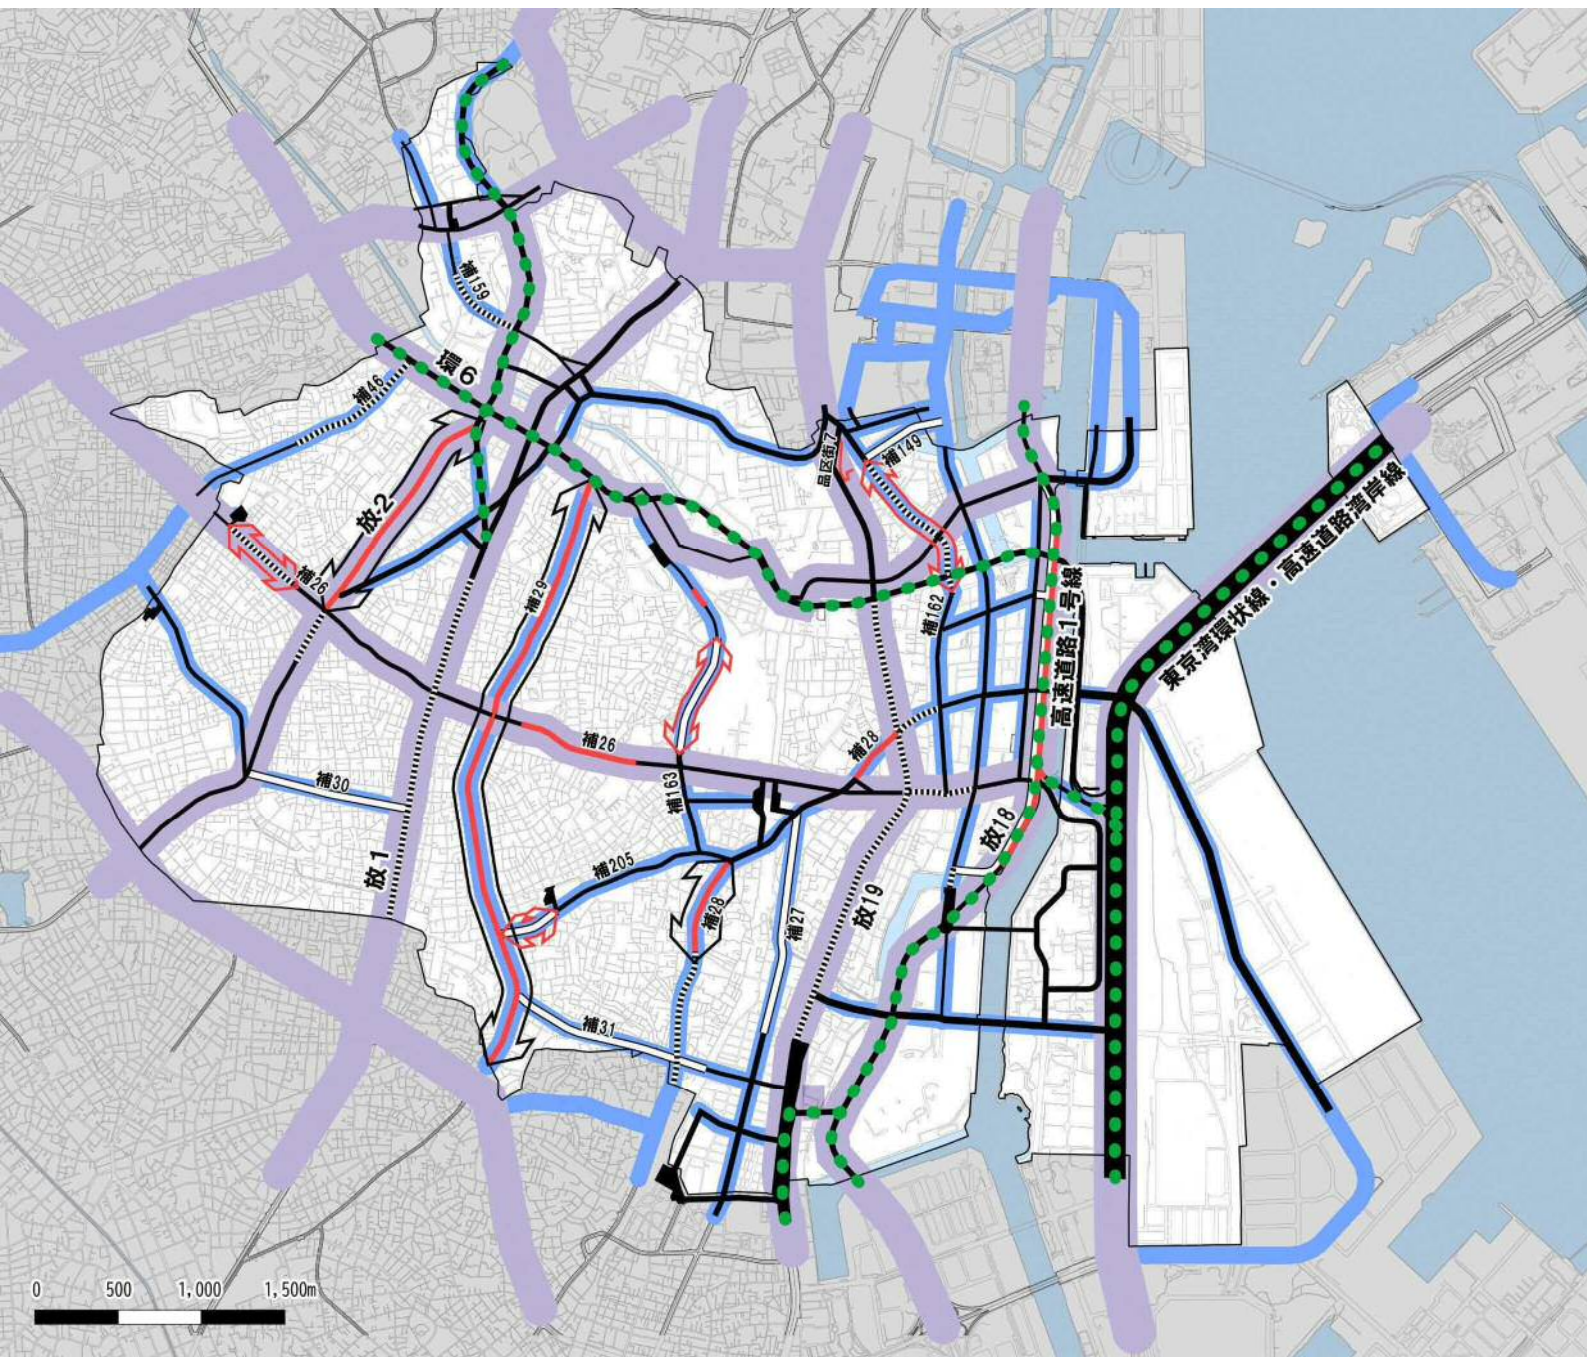 補159
環6
補46
品区街7
補149
放-2
東京湾環状線・高速道路湾岸線
補26
補29
補162
高速道路1号線
補26
補28
補30
補163
放18
放1
補205
放19
補28
補27
補31
0 500 1,000 1,500m